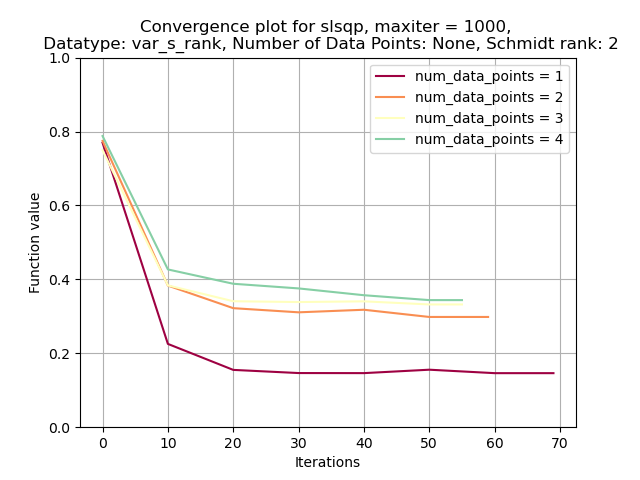 Convergence plot for slsqp, maxiter = 1000,
Datatype: var_s_rank, Number of Data Points: None, Schmidt rank: 2
1.0
0.8
0.6
0.4
0.2
0.0
Function value
num_data_points = 1
num_data_points = 2
num_data_points = 3
num_data_points = 4
0 10 20 30 40 50 60 70
Iterations